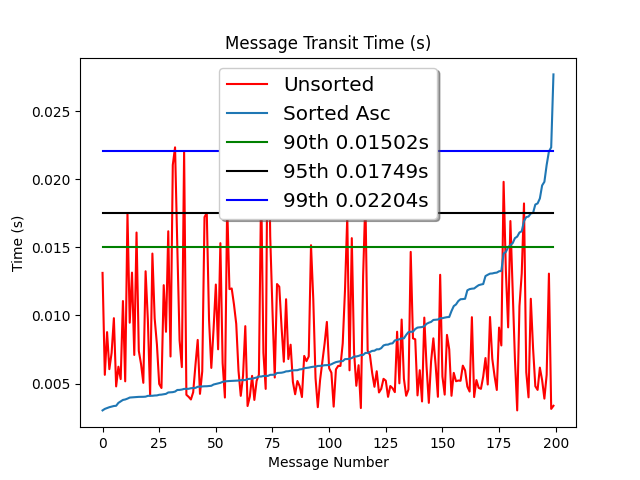 Message Transit Time (s)
Unsorted
Sorted Asc
90th 0.01502s
95th 0.01749s
99th 0.02204s
Time (s)
0.025
0.020
0.015
0.010
0.005
0 25 50 75 100 125 150 175 200
Message Number